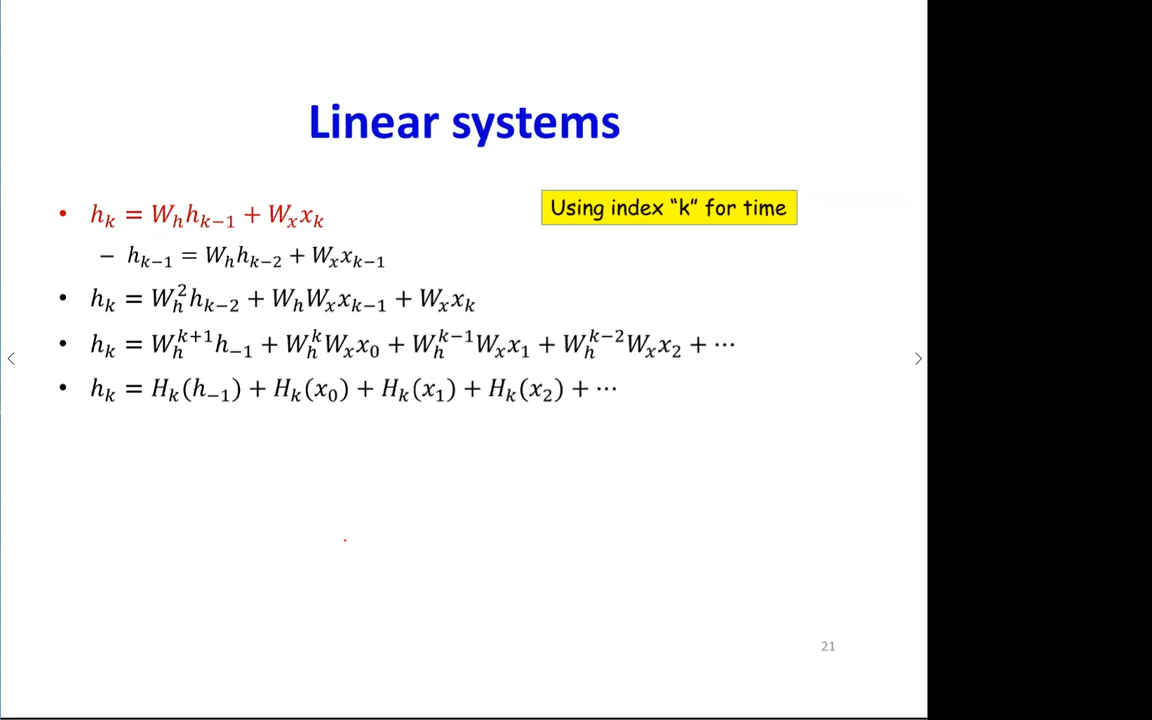 Linear systems
• $h_k = W_h h_{k-1} + W_x x_k$
Using index “k” for time
– $h_{k-1} = W_h h_{k-2} + W_x x_{k-1}$
• $h_k = W_h^2 h_{k-2} + W_h W_x x_{k-1} + W_x x_k$
• $h_k = W_h^{k+1} h_{-1} + W_h^k W_x x_0 + W_h^{k-1} W_x x_1 + W_h^{k-2} W_x x_2 + \cdots$
• $h_k = H_k(h_{-1}) + H_k(x_0) + H_k(x_1) + H_k(x_2) + \cdots$
21